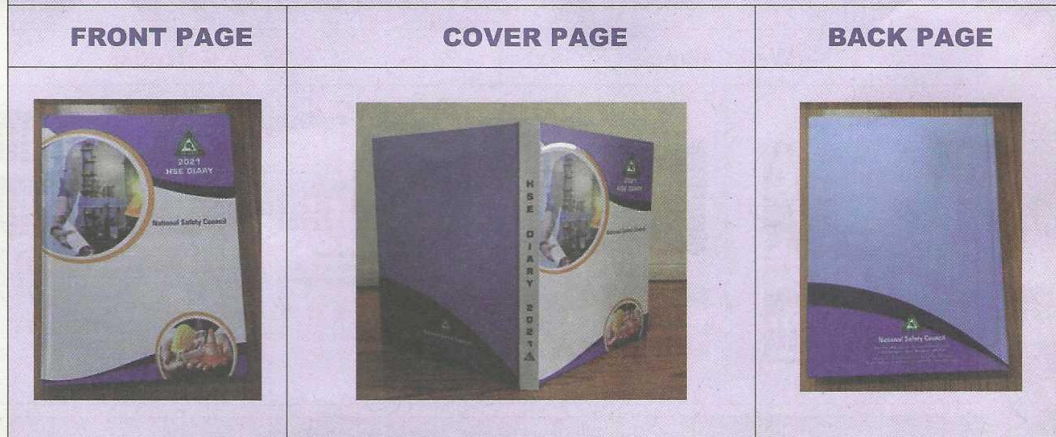 FRONT PAGE
COVER PAGE
BACK PAGE
2021
HSE DIARY
National Safety Council
HSE DIARY 2021
2021
HSE DIARY
National Safety Council
National Safety Council